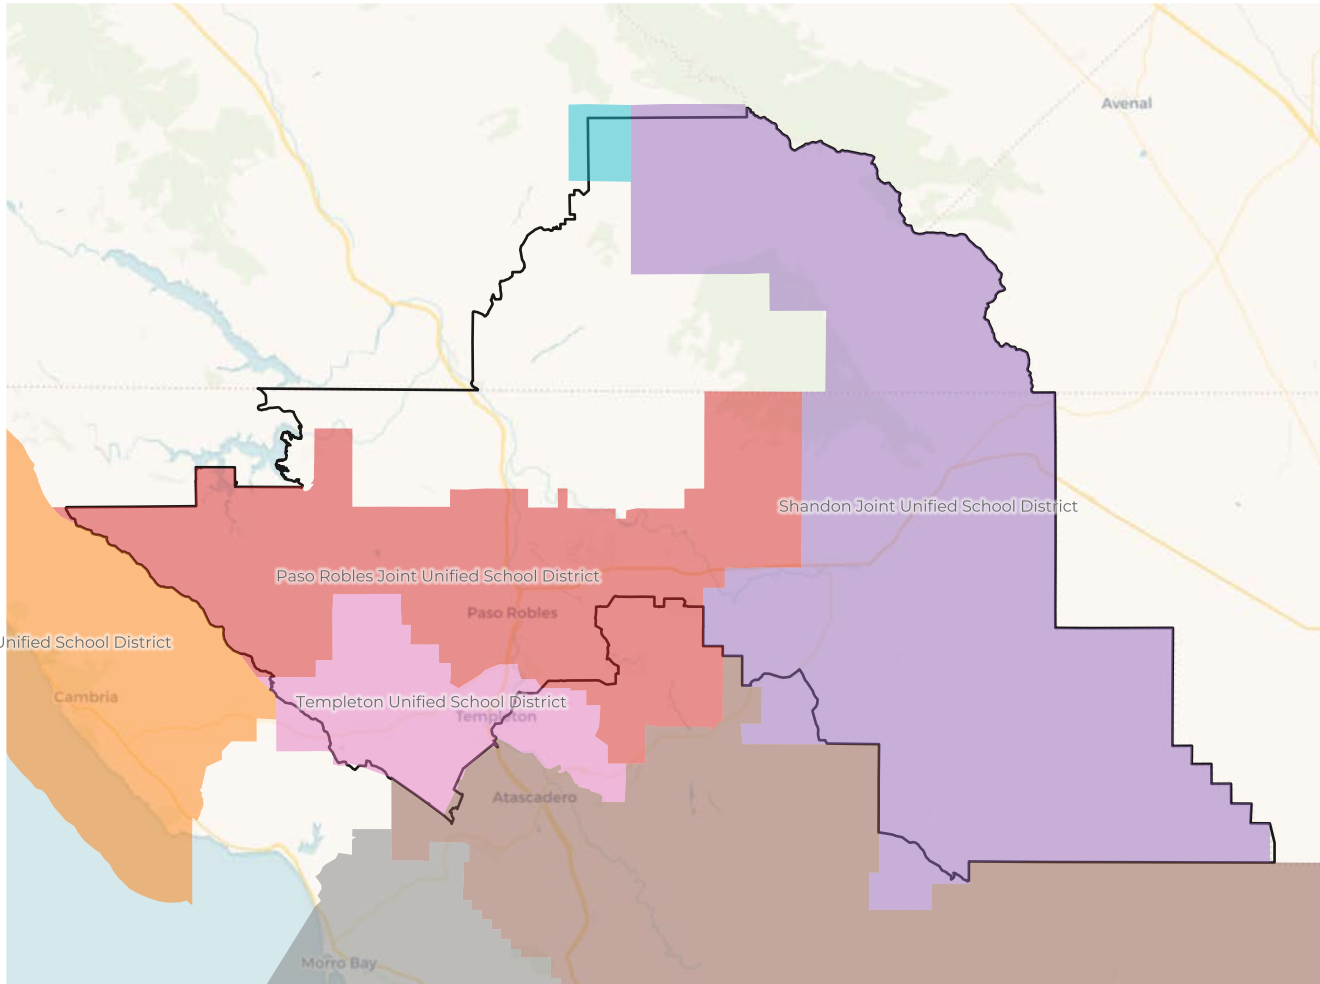 Avenal
Shandon Joint Unified School District
Paso Robles Joint Unified School District
Paso Robles
Unified School District
Cambria
Templeton Unified School District
Templeton
Atascadero
Morro Bay